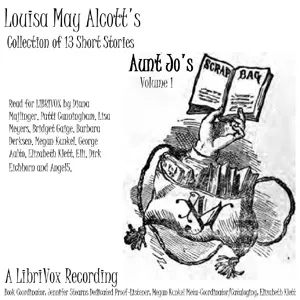 Louisa May Alcott's
Collection of 13 Short Stories
Aunt Jo's
Volume 1
SCRAP BAG
Read for LIBRIVOX by Diana
Majlinger, Patti Cunningham, Lisa
Meyers, Bridget Gaige, Barbara
Derksen, Megan Kunkel, George
Aalto, Elizabeth Klett, Elli, Dirk
Eichhorn and Angel5.
A LibriVox Recording
Book Coordinator, Jennifer Stearns Dedicated Proof-Listener, Megan Kunkel Meta-Coordinator/Cataloging, Elizabeth Klett